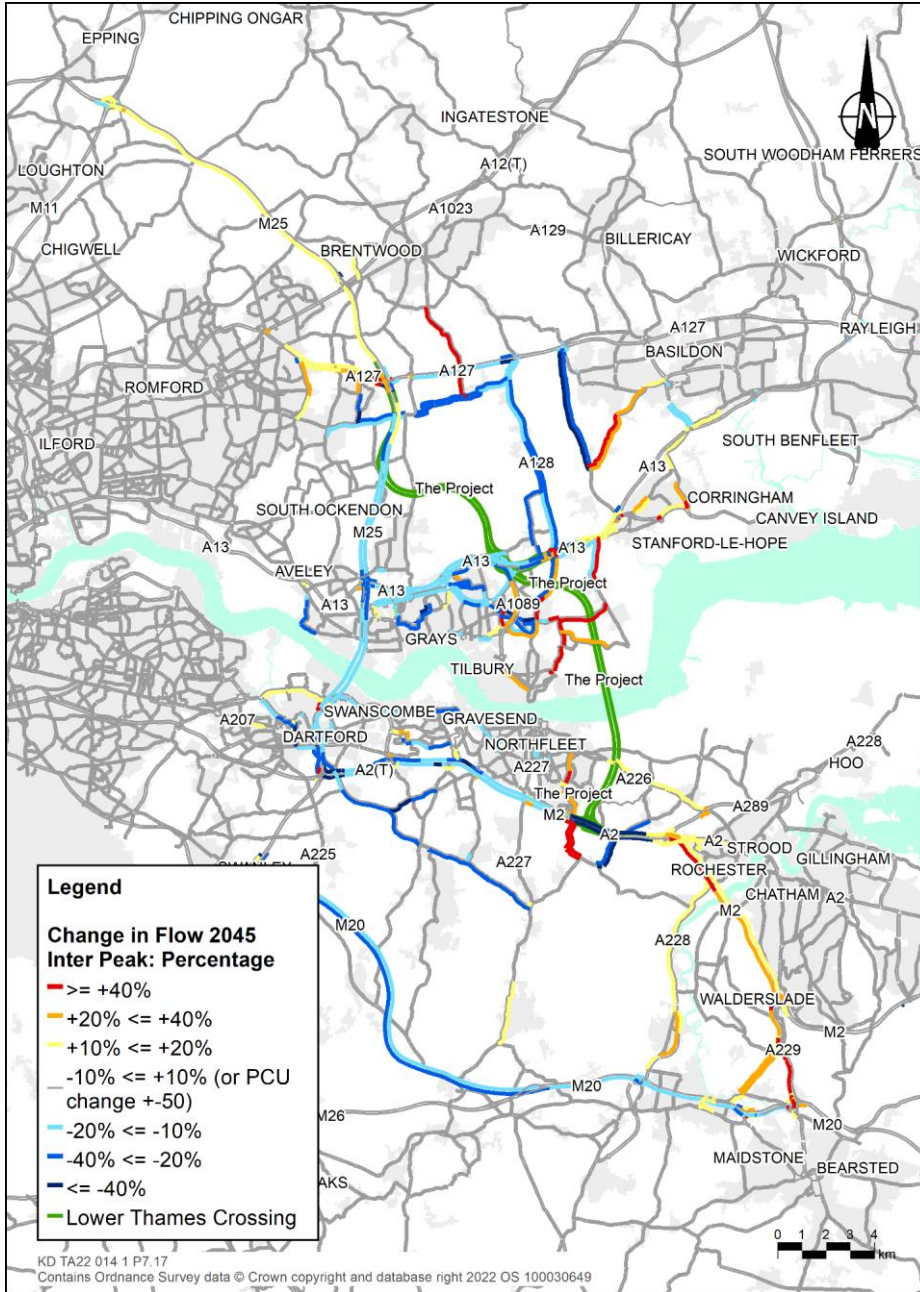 CHIPPING ONGAR
EPPING
N
INGATESTONE
SOUTH WOODHAM FERRERS
LOUGHTON
A12(T)
M11
A1023
M25
A129
CHIGWELL
BILLERICAY
BRENTWOOD
WICKFORD
A127
RAYLEIGH
BASILDON
A127
A127
ROMFORD
ILFORD
SOUTH BENFLEET
A128
A13
The Project
CORRINGHAM
SOUTH OCKENDON
CANVEY ISLAND
M25
STANFORD-LE-HOPE
A13
A13
A13
AVELEY
The Project
A13
A13
A1089
GRAYS
TILBURY
The Project
SWANSCOMBE
GRAVESEND
A207
DARTFORD
NORTHFLEET
A228
HOO
A2(T)
A227
A226
The Project
A289
M2
A2
A2
STROOD
A225
GILLINGHAM
A227
ROCHESTER
CHATHAM
A2
M20
M2
A228
WALDERSLADE
M2
A229
M20
M26
M20
MAIDSTONE
BEARSTED
AKS
Legend
Change in Flow 2045
Inter Peak: Percentage
>= +40%
+20% <= +40%
+10% <= +20%
-10% <= +10% (or PCU
change +-50)
-20% <= -10%
-40% <= -20%
<= -40%
Lower Thames Crossing
0 1 2 3 4
km
KD TA22 014 1 P7.17
Contains Ordnance Survey data © Crown copyright and database right 2022 OS 100030649